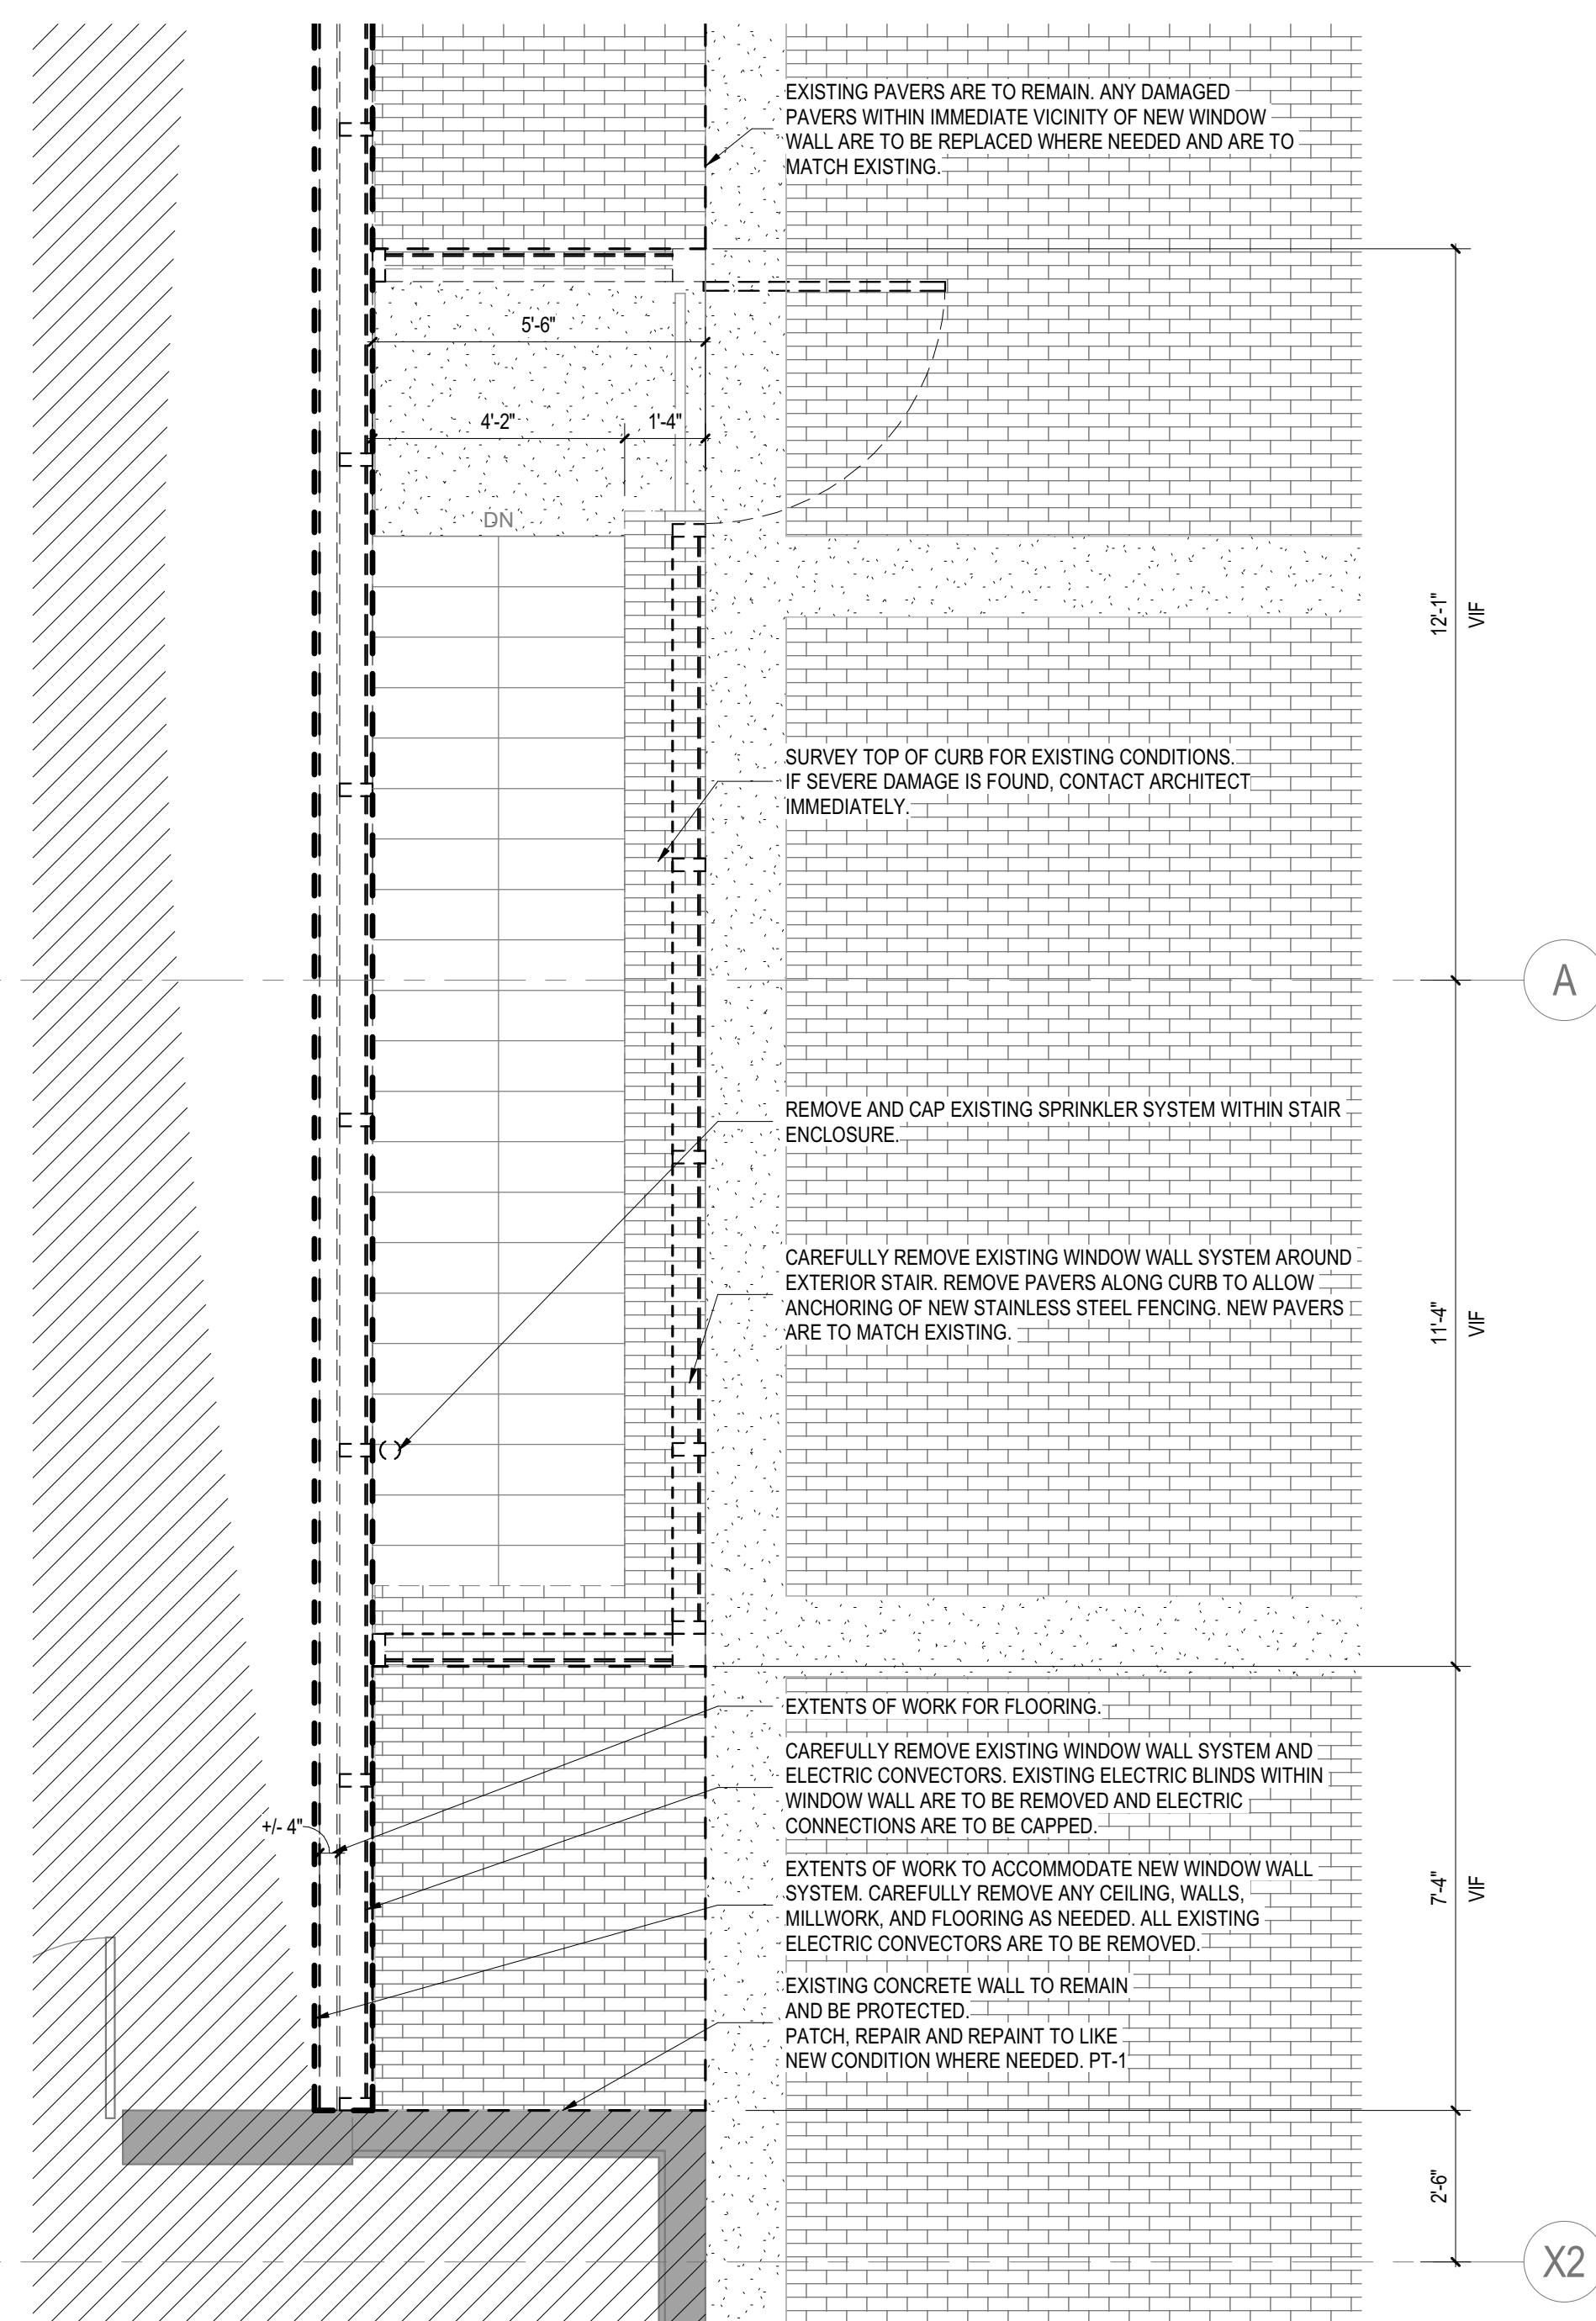 EXISTING PAVERS ARE TO REMAIN. ANY DAMAGED
PAVERS WITHIN IMMEDIATE VICINITY OF NEW WINDOW
WALL ARE TO BE REPLACED WHERE NEEDED AND ARE TO
MATCH EXISTING.
5'-6"
4'-2"
1'-4"
DN
12'-1"
VIF
SURVEY TOP OF CURB FOR EXISTING CONDITIONS.
IF SEVERE DAMAGE IS FOUND, CONTACT ARCHITECT
IMMEDIATELY.
A
REMOVE AND CAP EXISTING SPRINKLER SYSTEM WITHIN STAIR
ENCLOSURE.
CAREFULLY REMOVE EXISTING WINDOW WALL SYSTEM AROUND
EXTERIOR STAIR. REMOVE PAVERS ALONG CURB TO ALLOW
ANCHORING OF NEW STAINLESS STEEL FENCING. NEW PAVERS
ARE TO MATCH EXISTING.
11'-4"
VIF
EXTENTS OF WORK FOR FLOORING.
CAREFULLY REMOVE EXISTING WINDOW WALL SYSTEM AND
ELECTRIC CONVECTORS. EXISTING ELECTRIC BLINDS WITHIN
WINDOW WALL ARE TO BE REMOVED AND ELECTRIC
CONNECTIONS ARE TO BE CAPPED.
+/- 4"
EXTENTS OF WORK TO ACCOMMODATE NEW WINDOW WALL
SYSTEM. CAREFULLY REMOVE ANY CEILING, WALLS,
MILLWORK, AND FLOORING AS NEEDED. ALL EXISTING
ELECTRIC CONVECTORS ARE TO BE REMOVED.
7'-4"
VIF
EXISTING CONCRETE WALL TO REMAIN
AND BE PROTECTED.
PATCH, REPAIR AND REPAINT TO LIKE
NEW CONDITION WHERE NEEDED. PT-1
2'-6"
X2